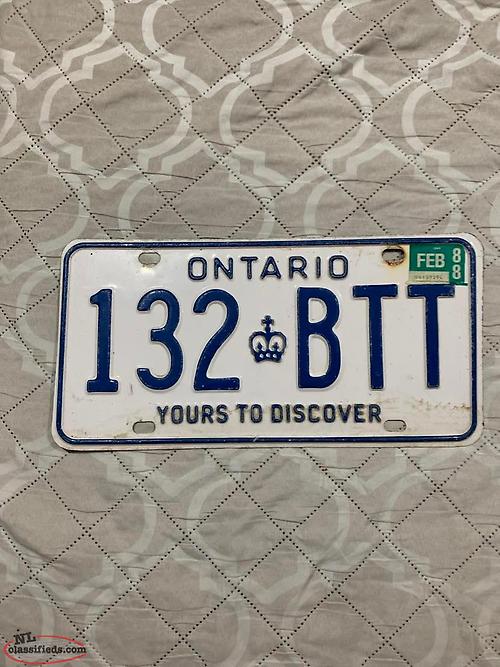 ONTARIO
FEB 88
132 BTT
YOURS TO DISCOVER
NL
classifieds.com